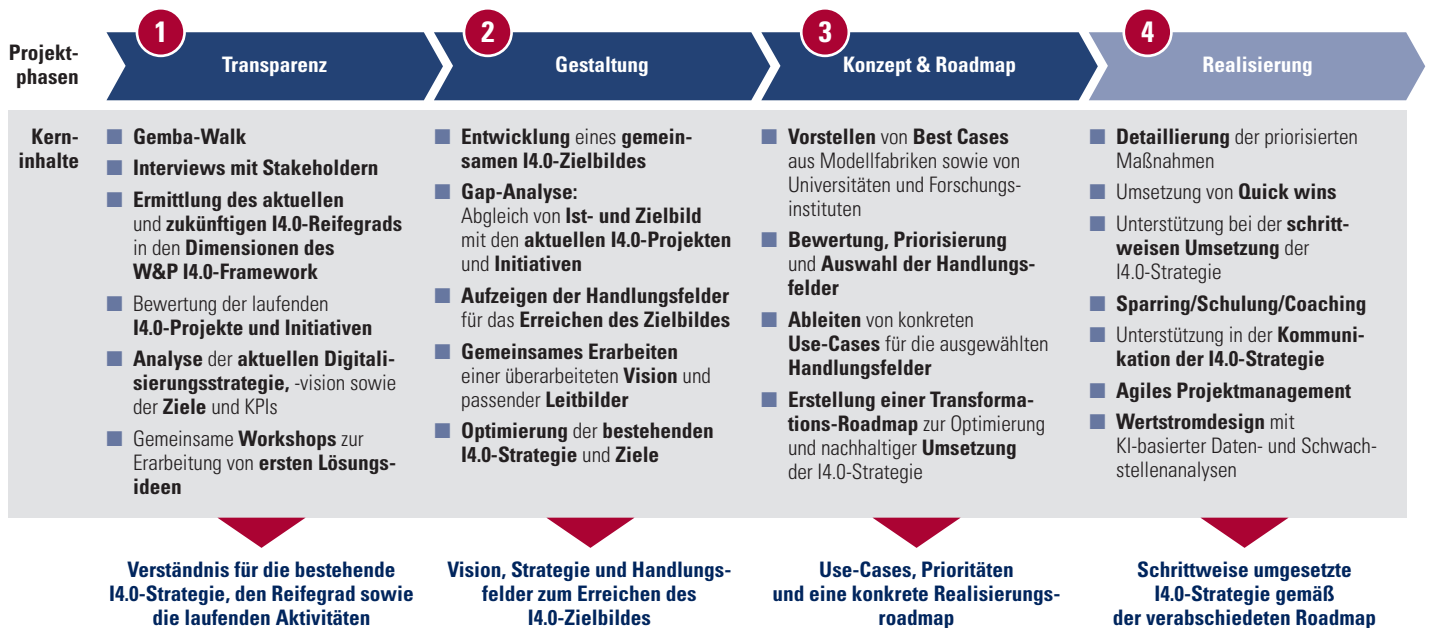 Projekt-
phasen
1
Transparenz
2
Gestaltung
3
Konzept & Roadmap
4
Realisierung
Kern-
inhalte
Gemba-Walk
Interviews mit Stakeholdern
Ermittlung des aktuellen
und zukünftigen I4.0-Reifegrads
in den Dimensionen des
W&P I4.0-Framework
Bewertung der laufenden
I4.0-Projekte und Initiativen
Analyse der aktuellen Digitali-
sierungsstrategie, -vision sowie
der Ziele und KPIs
Gemeinsame Workshops zur
Erarbeitung von ersten Lösungs-
ideen
Entwicklung eines gemein-
samen I4.0-Zielbildes
Gap-Analyse:
Abgleich von Ist- und Zielbild
mit den aktuellen I4.0-Projekten
und Initiativen
Aufzeigen der Handlungsfelder
für das Erreichen des Zielbildes
Gemeinsames Erarbeiten
einer überarbeiteten Vision und
passender Leitbilder
Optimierung der bestehenden
I4.0-Strategie und Ziele
Vorstellen von Best Cases
aus Modellfabriken sowie von
Universitäten und Forschungs-
instituten
Bewertung, Priorisierung
und Auswahl der Handlungs-
felder
Ableiten von konkreten
Use-Cases für die ausgewählten
Handlungsfelder
Erstellung einer Transforma-
tions-Roadmap zur Optimierung
und nachhaltiger Umsetzung
der I4.0-Strategie
Detaillierung der priorisierten
Maßnahmen
Umsetzung von Quick wins
Unterstützung bei der schritt-
weisen Umsetzung der
I4.0-Strategie
Sparring/Schulung/Coaching
Unterstützung in der Kommuni-
kation der I4.0-Strategie
Agiles Projektmanagement
Wertstromdesign mit
KI-basierter Daten- und Schwach-
stellenanalysen
Verständnis für die bestehende
I4.0-Strategie, den Reifegrad sowie
die laufenden Aktivitäten
Vision, Strategie und Handlungs-
felder zum Erreichen des
I4.0-Zielbildes
Use-Cases, Prioritäten
und eine konkrete Realisierungs-
roadmap
Schrittweise umgesetzte
I4.0-Strategie gemäß
der verabschiedeten Roadmap